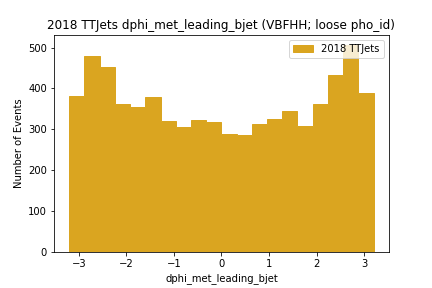 2018 TTJets dphi_met_leading_bjet (VBFHH; loose pho_id)
2018 TTJets
500
400
300
200
100
0
Number of Events
−3 −2 −1 0 1 2 3
dphi_met_leading_bjet